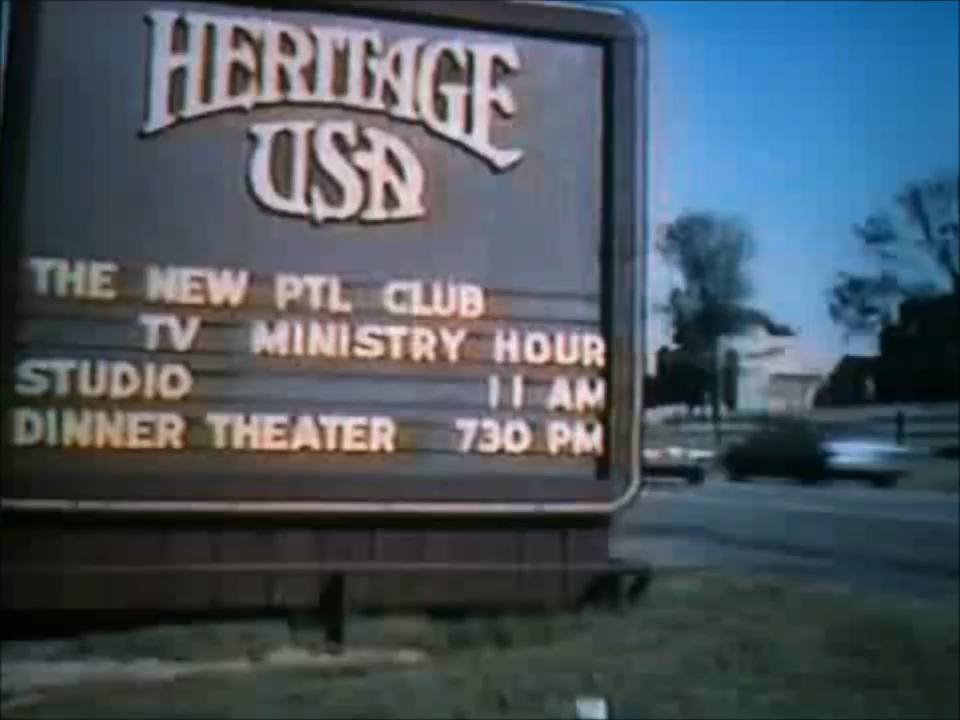 HERITAGE
USA
THE NEW PTL CLUB
TV MINISTRY HOUR
STUDIO 11 AM
DINNER THEATER 730 PM